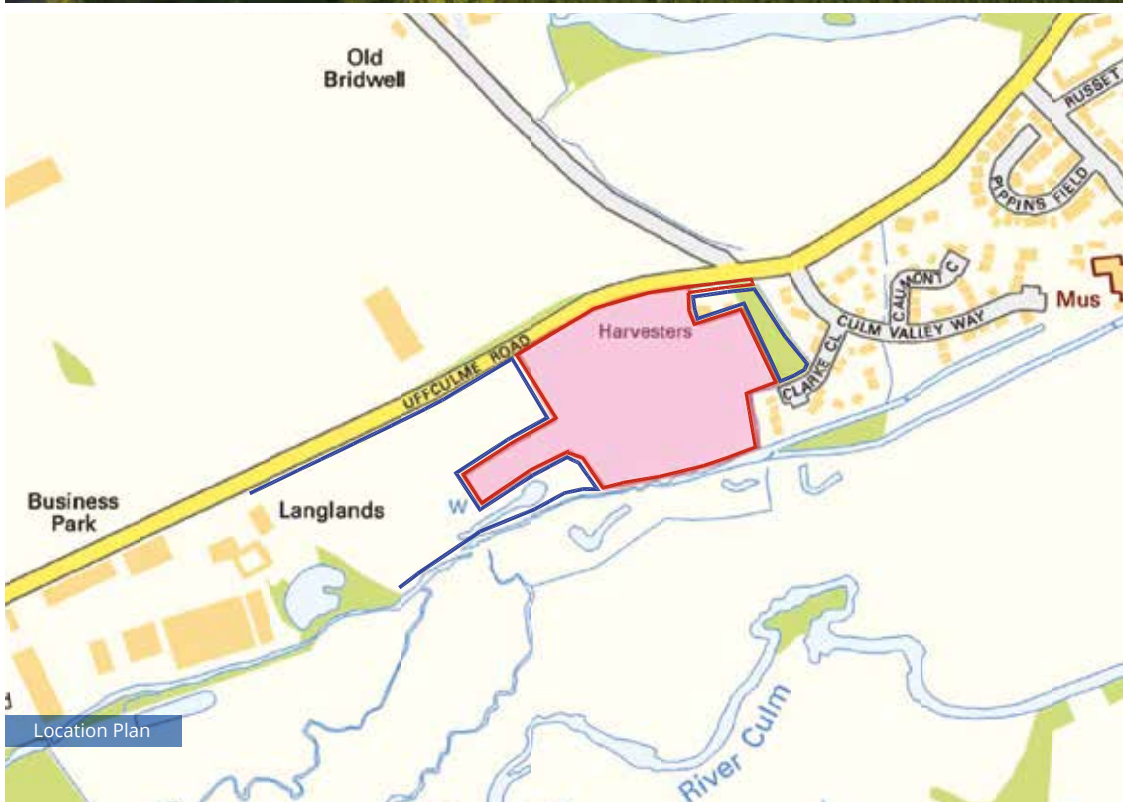 Old
Bridwell
RUSSET
PIPPINS FIELD
CAUMONT C
Mus
CULM VALLEY WAY
Harvesters
CLARKE CL
UFFCULME ROAD
Business
Park
Langlands
W
d
Location Plan
River Culm